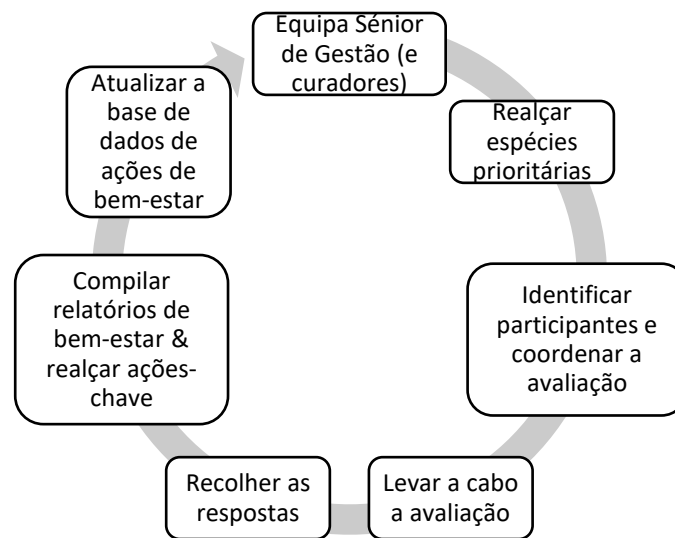 Equipa Sénior
de Gestão (e
curadores)
Realçar
espécies
prioritárias
Identificar
participantes e
coordenar a
avaliação
Levar a cabo
a avaliação
Recolher as
respostas
Compilar
relatórios de
bem-estar &
realçar ações-
chave
Atualizar a
base de
dados de
ações de
bem-estar